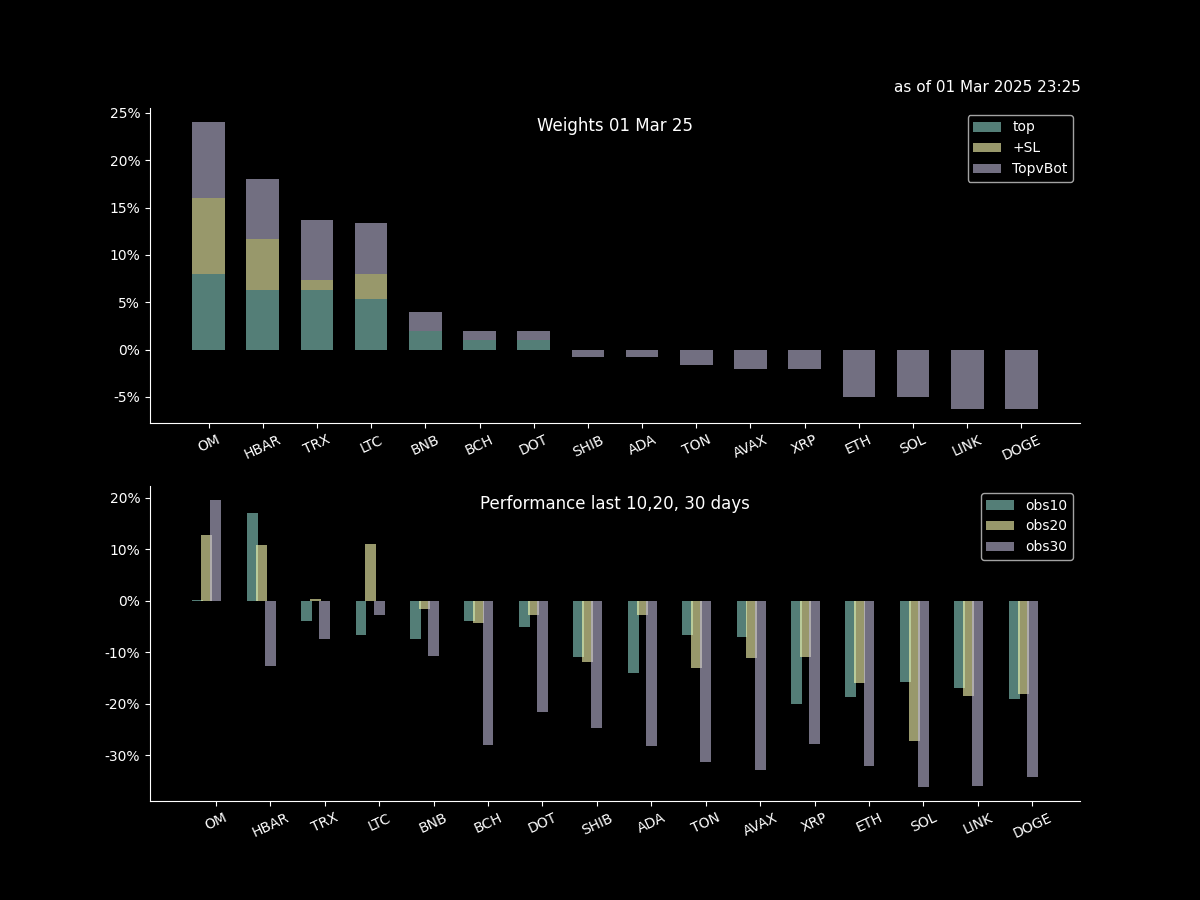 as of 01 Mar 2025 23:25
Weights 01 Mar 25
top
+SL
TopvBot
25%
20%
15%
10%
5%
0%
-5%
OM HBAR TRX LTC BNB BCH DOT SHIB ADA TON AVAX XRP ETH SOL LINK DOGE
Performance last 10,20, 30 days
obs10
obs20
obs30
20%
10%
0%
-10%
-20%
-30%
OM HBAR TRX LTC BNB BCH DOT SHIB ADA TON AVAX XRP ETH SOL LINK DOGE